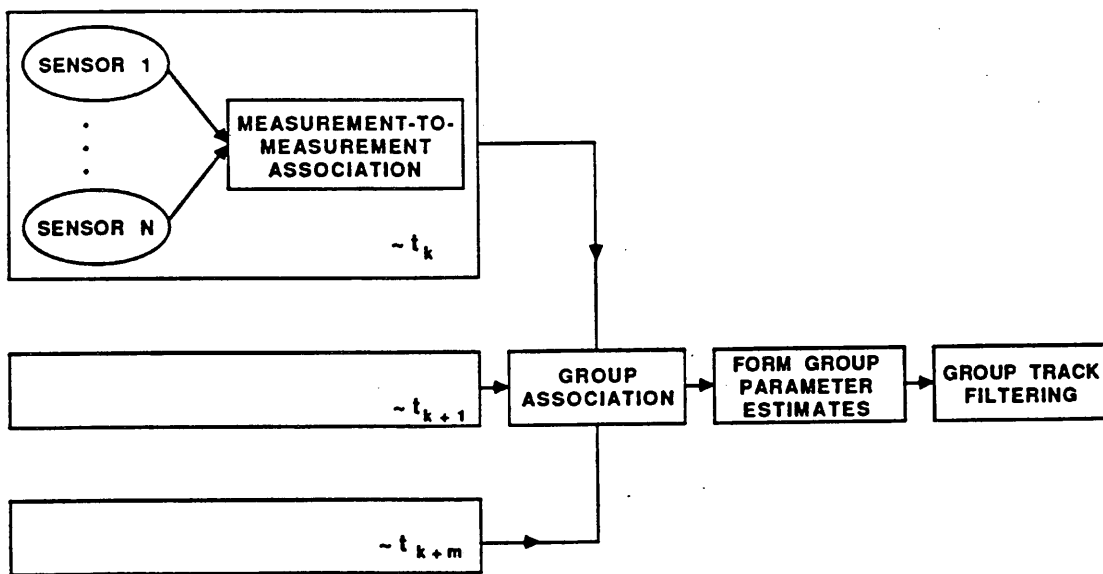 SENSOR 1
.
.
.
SENSOR N
MEASUREMENT-TO-
MEASUREMENT
ASSOCIATION
~ t k
~ t k + 1
~ t k + m
GROUP
ASSOCIATION
FORM GROUP
PARAMETER
ESTIMATES
GROUP TRACK
FILTERING